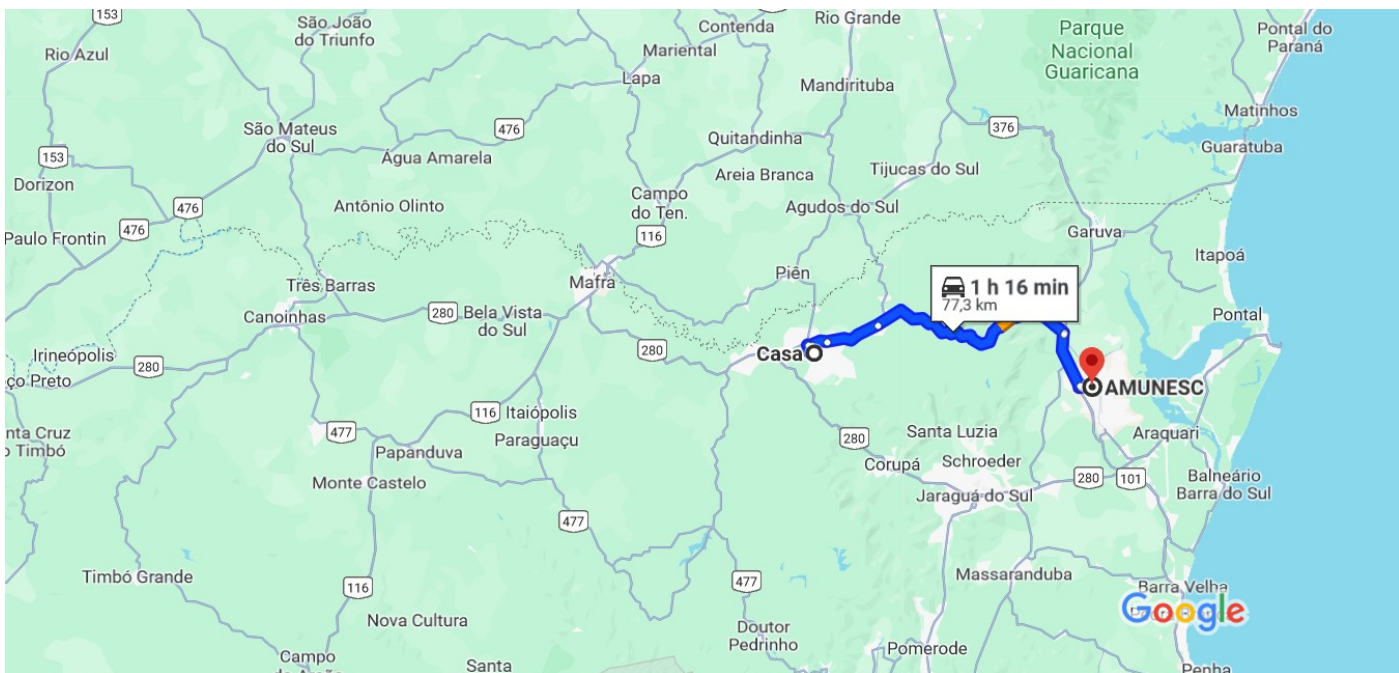 153
São João
do Triunfo
Contenda
Rio Grande
Parque
Nacional
Guaricana
Pontal do
Paraná
Rio Azul
Mariental
Lapa
Mandirituba
Matinhos
476
São Mateus
do Sul
Quitandinha
376
Guaratuba
153
Água Amarela
Tijucas do Sul
Dorizon
Areia Branca
476
Antônio Olinto
Campo
do Ten.
Agudos do Sul
476
Paulo Frontin
116
Garuva
Itapoá
Piên
Mafra
Três Barras
1 h 16 min
77,3 km
Canoinhas
280
Bela Vista
do Sul
Pontal
Irineópolis
280
280
Casa
ço Preto
AMUNESC
116
Itaiópolis
nta Cruz
o Timbó
477
Paraguaçu
280
Santa Luzia
Araquari
Papanduva
Corupá
Schroeder
Monte Castelo
280
101
Balneário
Barra do Sul
Jaraguá do Sul
477
Timbó Grande
116
477
Massaranduba
Barra Velha
Google
Nova Cultura
Doutor
Pedrinho
Pomerode
Campo
Santa
Penha